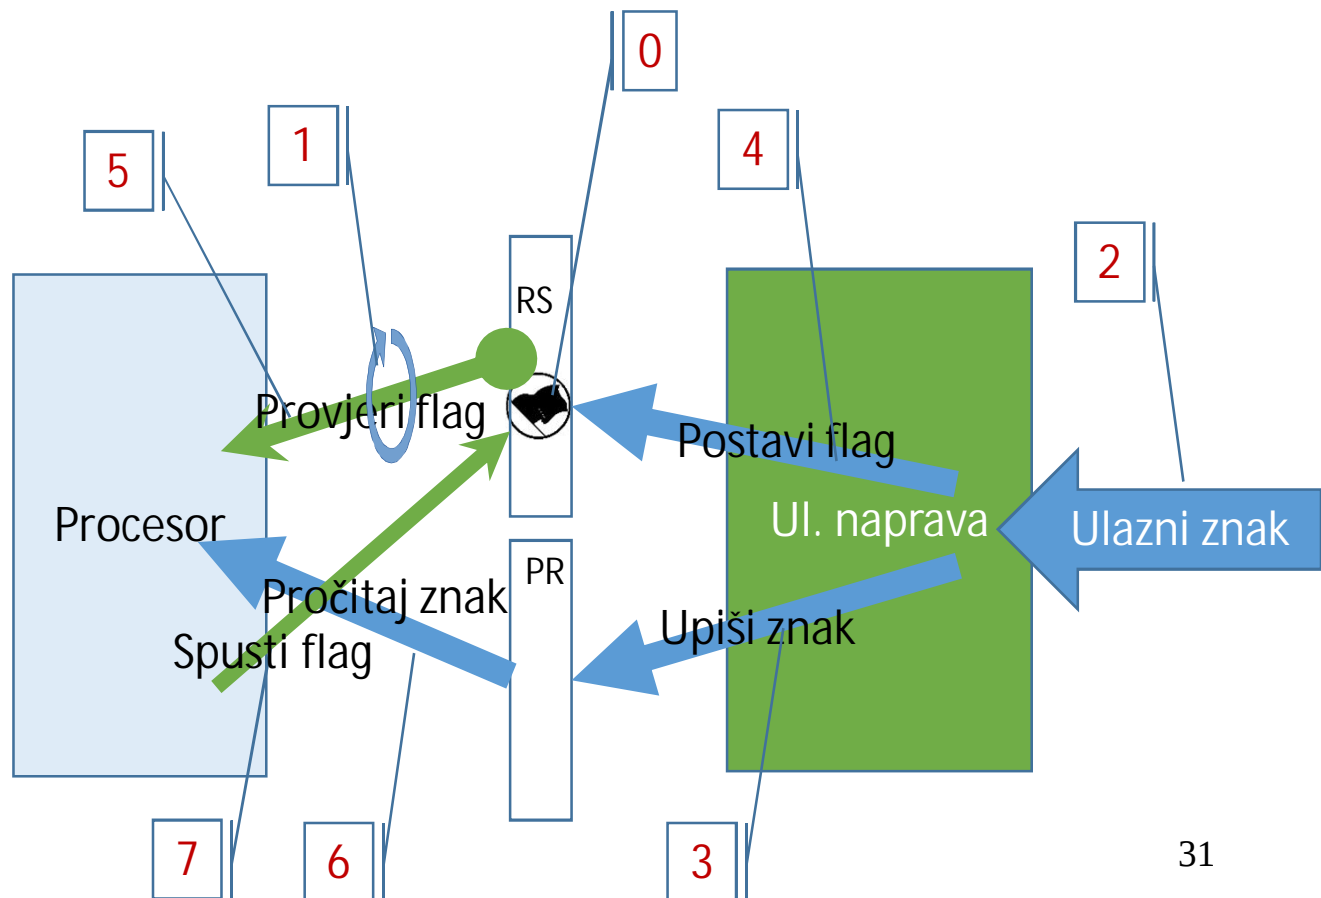 0
1
4
5
2
RS
Provjeri flag
Postavi flag
Procesor
Ul. naprava
Ulazni znak
PR
Pročitaj znak
Upiši znak
Spusti flag
7
6
3
31